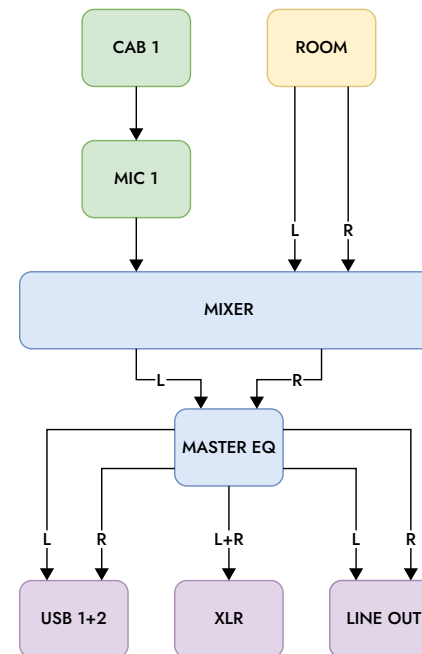 CAB 1
ROOM
MIC 1
L
R
MIXER
L
R
MASTER EQ
L
R
L+R
L
R
USB 1+2
XLR
LINE OUT